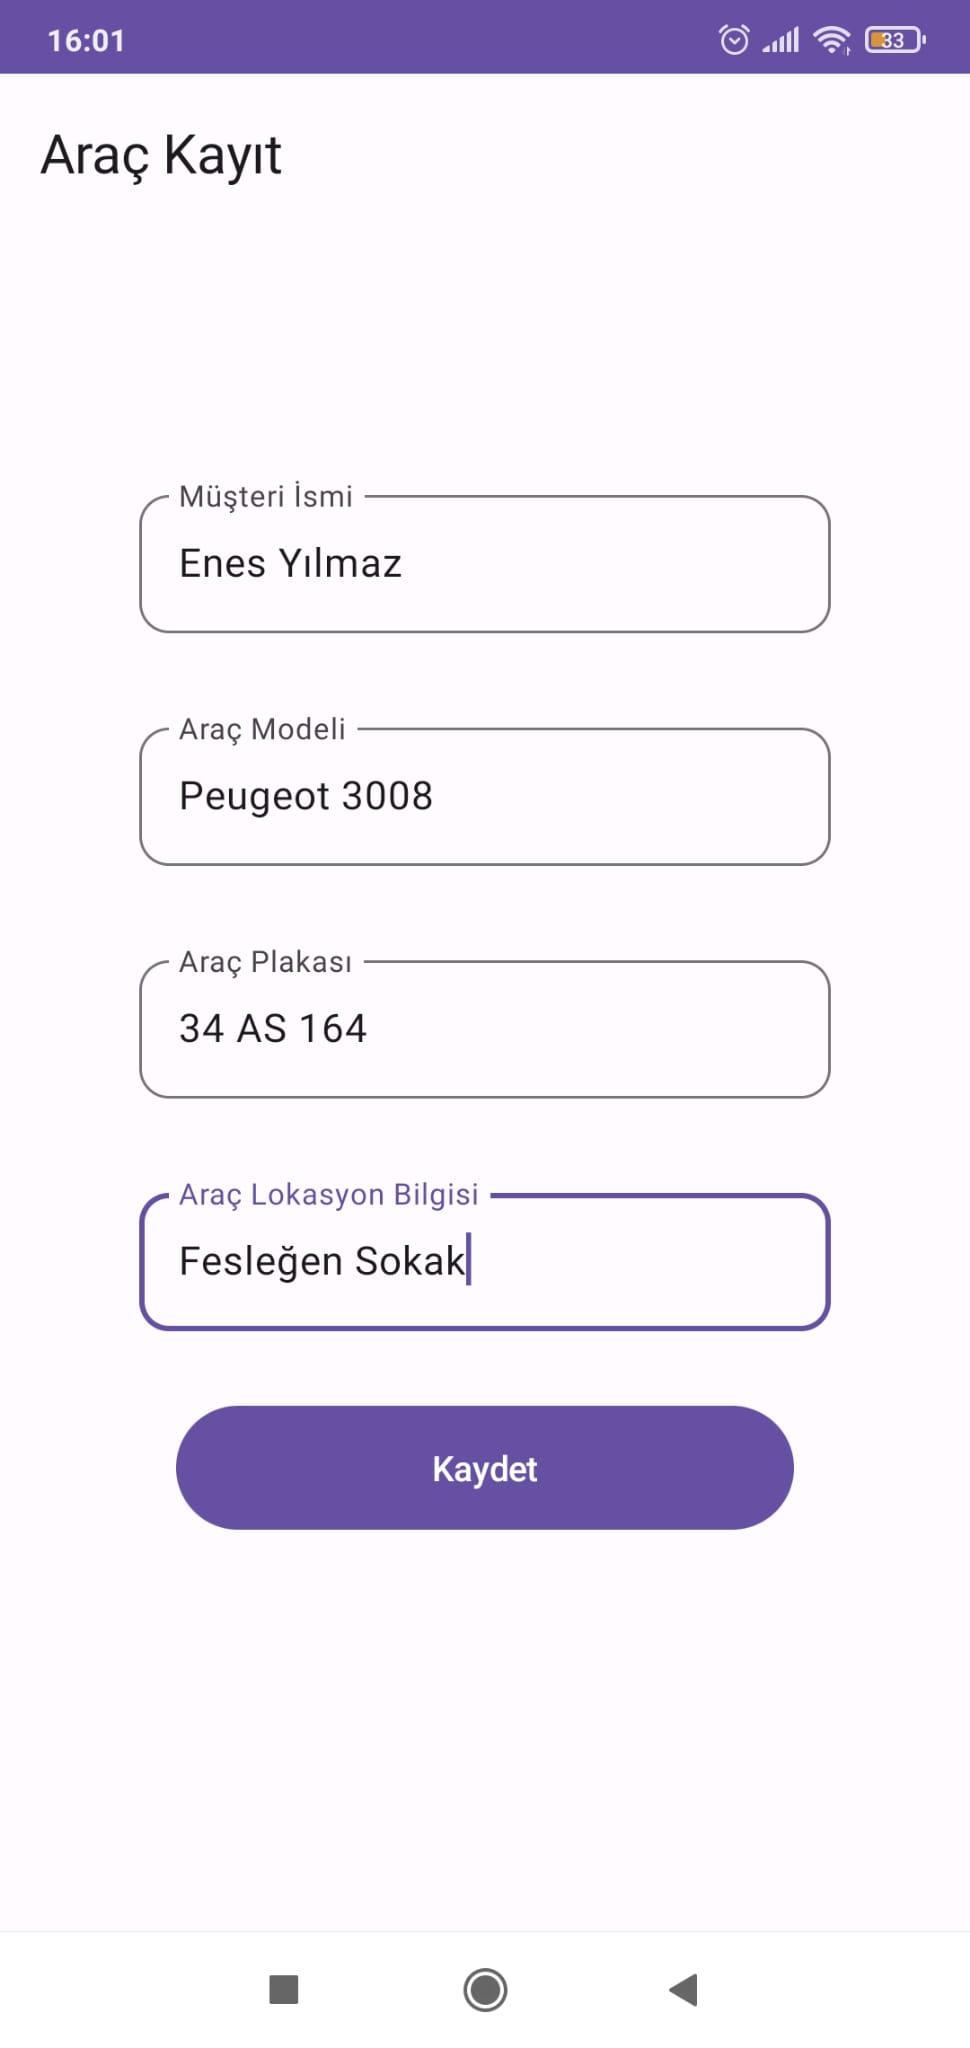 16:01
33
Araç Kayıt
Müşteri İsmi
Enes Yılmaz
Araç Modeli
Peugeot 3008
Araç Plakası
34 AS 164
Araç Lokasyon Bilgisi
Fesleğen Sokak
Kaydet